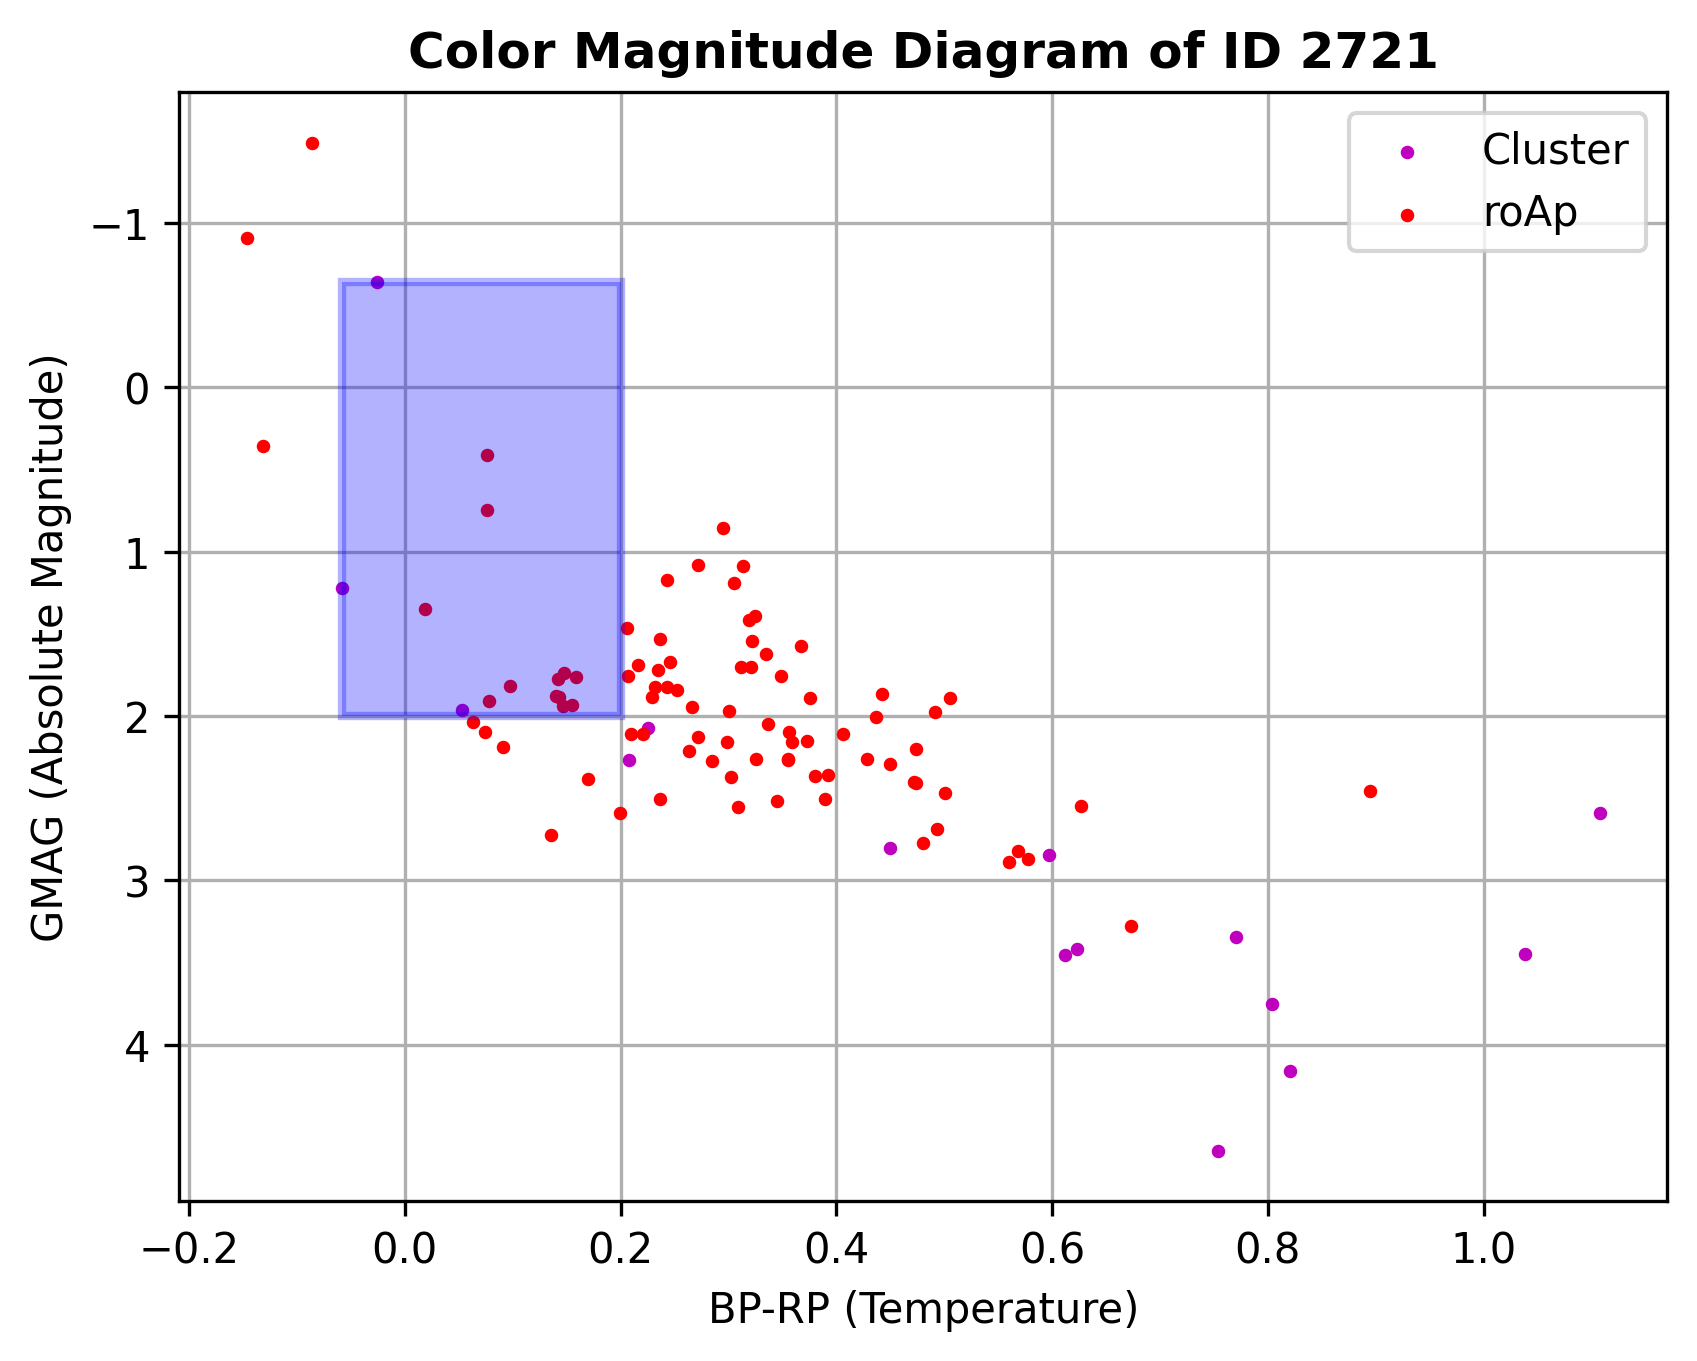 Color Magnitude Diagram of ID 2721
Cluster
roAp
GMAG (Absolute Magnitude)
−1
0
1
2
3
4
−0.2 0.0 0.2 0.4 0.6 0.8 1.0
BP-RP (Temperature)